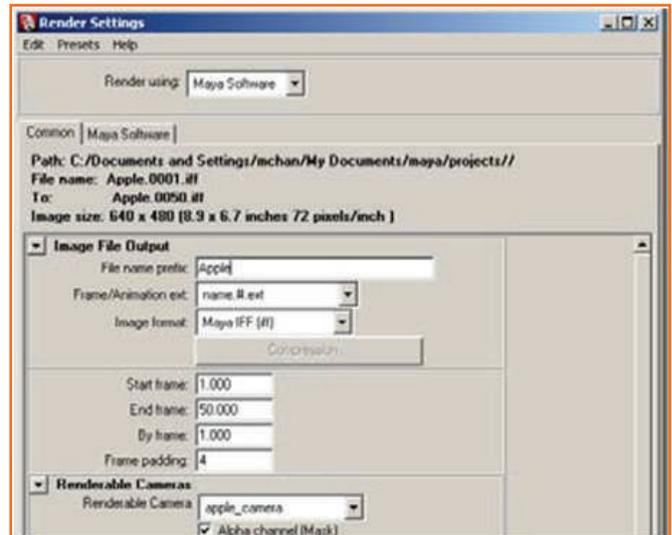 Render Settings
Edit Presets Help
Render using: Maya Software
Common Maya Software
Path: C:/Documents and Settings/mchan/My Documents/maya/projects//
File name: Apple.0001.iff
To: Apple.0050.iff
Image size: 640 x 480 (8.9 x 6.7 inches 72 pixels/inch )
Image File Output
File name prefix: Apple
Frame/Animation ext: name.#.ext
Image format: Maya IFF (iff)
Compression...
Start frame: 1.000
End frame: 50.000
By frame: 1.000
Frame padding: 4
Renderable Cameras
Renderable Camera apple_camera
Alpha channel (Mask)